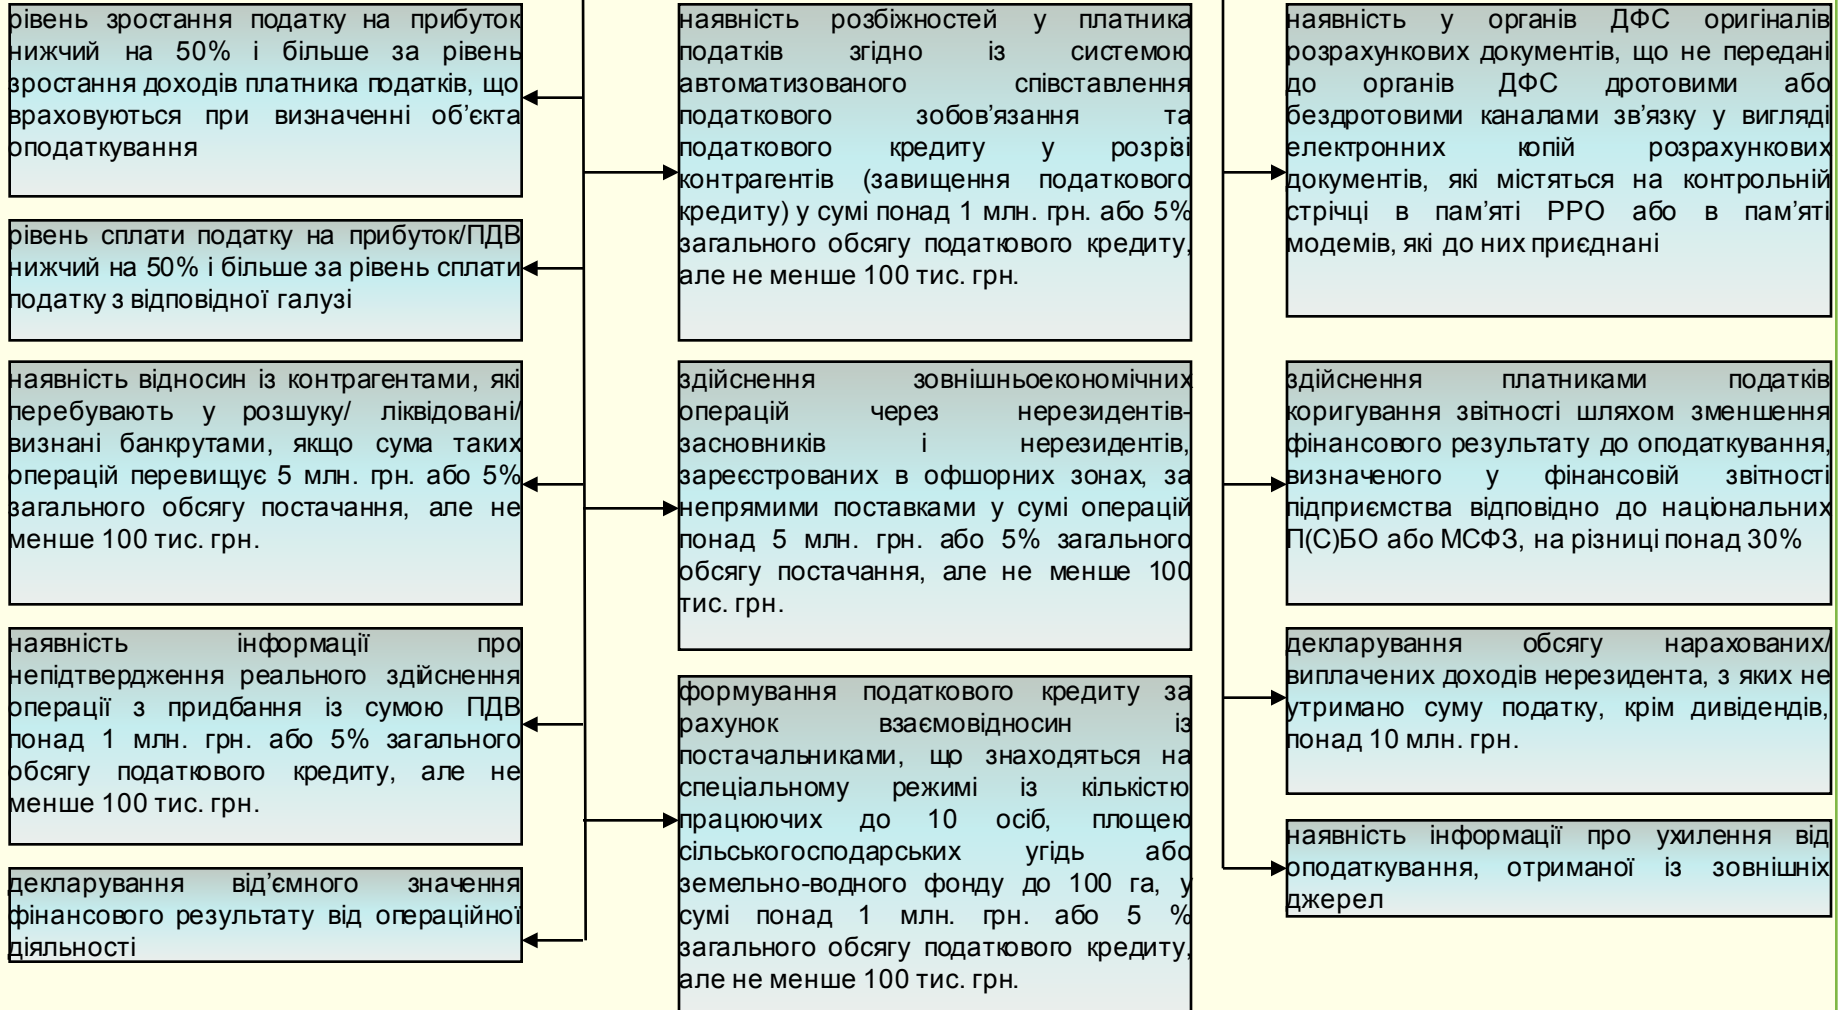 рівень зростання податку на прибуток
нижчий на 50% і більше за рівень
зростання доходів платника податків, що
враховуються при визначенні об’єкта
оподаткування
рівень сплати податку на прибуток/ПДВ
нижчий на 50% і більше за рівень сплати
податку з відповідної галузі
наявність відносин із контрагентами, які
перебувають у розшуку/ ліквідовані/
визнані банкрутами, якщо сума таких
операцій перевищує 5 млн. грн. або 5%
загального обсягу постачання, але не
менше 100 тис. грн.
наявність інформації про
непідтвердження реального здійснення
операції з придбання із сумою ПДВ
понад 1 млн. грн. або 5% загального
обсягу податкового кредиту, але не
менше 100 тис. грн.
декларування від’ємного значення
фінансового результату від операційної
діяльності
наявність розбіжностей у платника
податків згідно із системою
автоматизованого співставлення
податкового зобов'язання та
податкового кредиту у розрізі
контрагентів (завищення податкового
кредиту) у сумі понад 1 млн. грн. або 5%
загального обсягу податкового кредиту,
але не менше 100 тис. грн.
здійснення зовнішньоекономічних
операцій через нерезидентів-
засновників і нерезидентів,
зареєстрованих в офшорних зонах, за
непрямими поставками у сумі операцій
понад 5 млн. грн. або 5% загального
обсягу постачання, але не менше 100
тис. грн.
формування податкового кредиту за
рахунок взаємовідносин із
постачальниками, що знаходяться на
спеціальному режимі із кількістю
працюючих до 10 осіб, площею
сільськогосподарських угідь або
земельно-водного фонду до 100 га, у
сумі понад 1 млн. грн. або 5 %
загального обсягу податкового кредиту,
але не менше 100 тис. грн.
наявність у органів ДФС оригіналів
розрахункових документів, що не передані
до органів ДФС дротовими або
бездротовими каналами зв’язку у вигляді
електронних копій розрахункових
документів, які містяться на контрольній
стрічці в пам’яті РРО або в пам’яті
модемів, які до них приєднані
здійснення платниками податків
коригування звітності шляхом зменшення
фінансового результату до оподаткування,
визначеного у фінансовій звітності
підприємства відповідно до національних
П(С)БО або МСФЗ, на різниці понад 30%
декларування обсягу нарахованих/
виплачених доходів нерезидента, з яких не
утримано суму податку, крім дивідендів,
понад 10 млн. грн.
наявність інформації про ухилення від
оподаткування, отриманої із зовнішніх
джерел